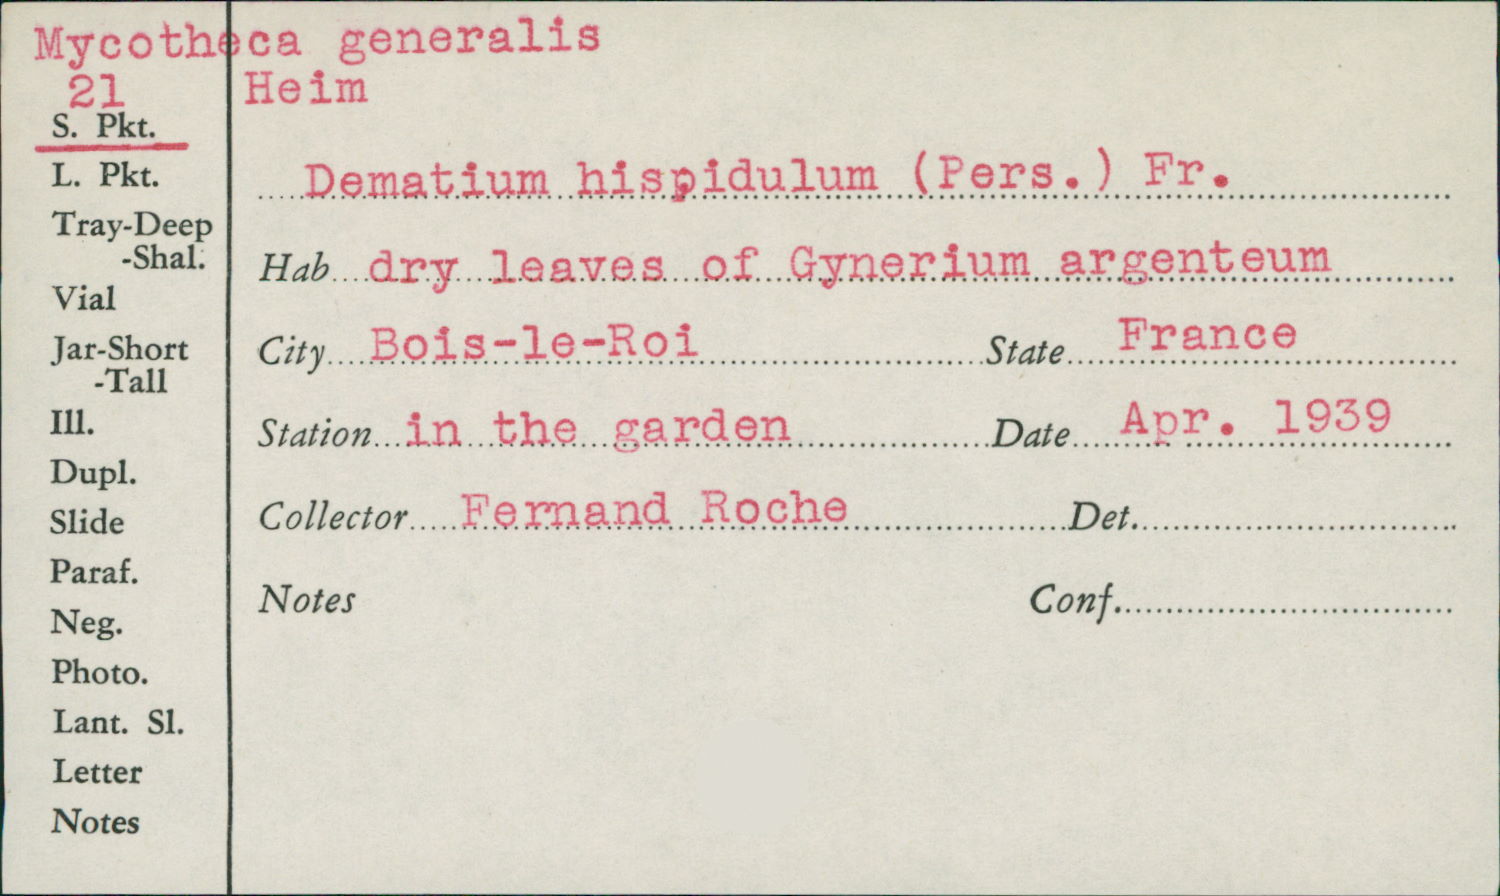 Mycotheca generalis
21 Heim
S. Pkt.
L. Pkt.
Tray-Deep
-Shal.
Vial
Jar-Short
-Tall
Ill.
Dupl.
Slide
Paraf.
Neg.
Photo.
Lant. Sl.
Letter
Notes
Dematium hispidulum (Pers.) Fr.
Hab dry leaves of Gynerium argenteum
City Bois-le-Roi State France
Station in the garden Date Apr. 1939
Collector Fernand Roche Det.
Notes Conf.